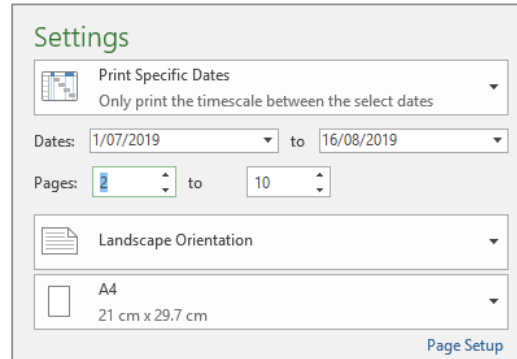 Settings
Print Specific Dates
Only print the timescale between the select dates
Dates: 1/07/2019 to 16/08/2019
Pages: 2 to 10
Landscape Orientation
A4
21 cm x 29.7 cm
Page Setup